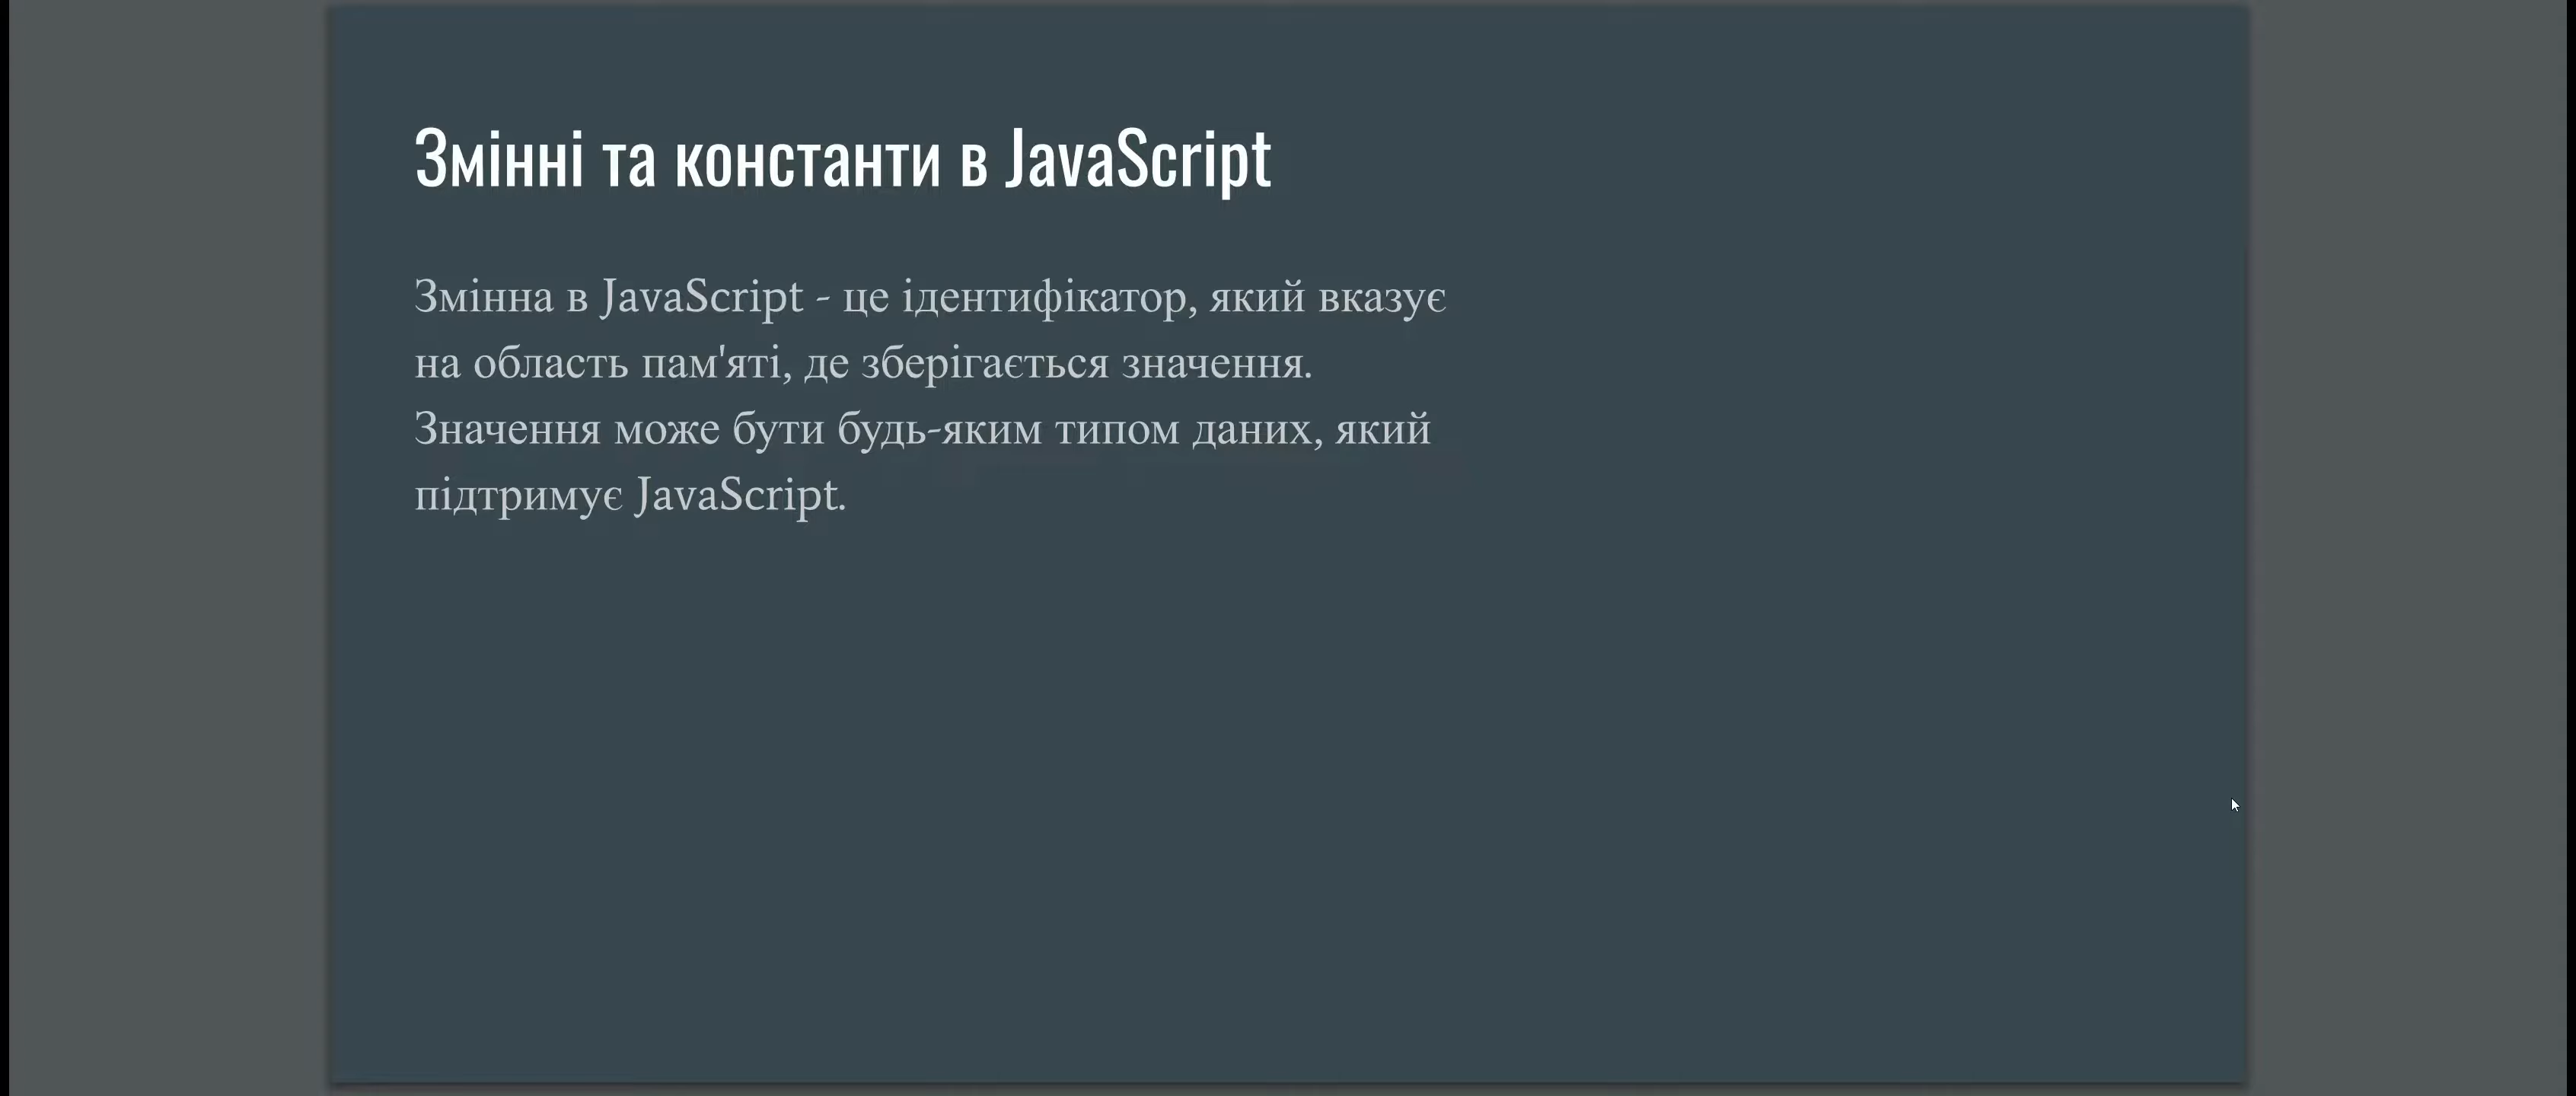 Змінні та константи в JavaScript
Змінна в JavaScript - це ідентифікатор, який вказує
на область пам'яті, де зберігається значення.
Значення може бути будь-яким типом даних, який
підтримує JavaScript.